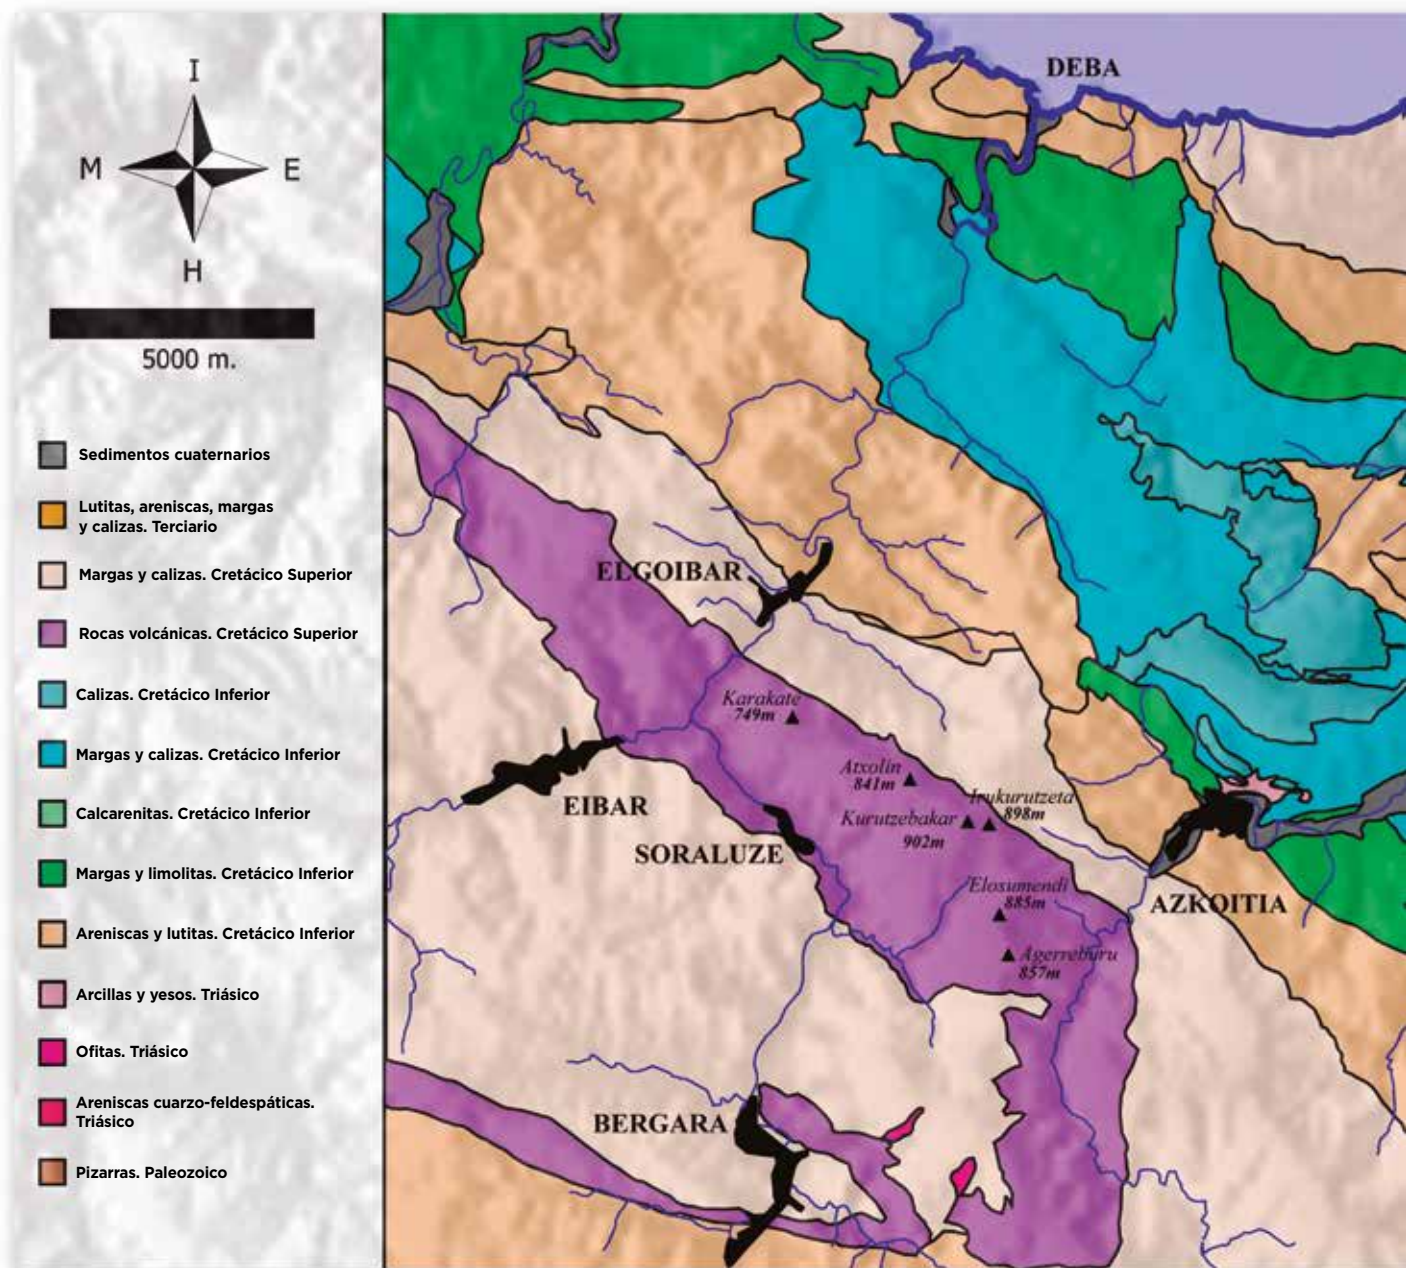 I
M
E
H
5000 m.
Sedimentos cuaternarios
Lutitas, areniscas, margas
y calizas. Terciario
Margas y calizas. Cretácico Superior
Rocas volcánicas. Cretácico Superior
Calizas. Cretácico Inferior
Margas y calizas. Cretácico Inferior
Calcarenitas. Cretácico Inferior
Margas y limolitas. Cretácico Inferior
Areniscas y lutitas. Cretácico Inferior
Arcillas y yesos. Triásico
Ofitas. Triásico
Areniscas cuarzo-feldespáticas.
Triásico
Pizarras. Paleozoico
DEBA
ELGOIBAR
Karakate
749m
Atxolin
841m
Irukurutzeta
898m
Kurutzebakar
902m
EIBAR
SORALUZE
Elosumendi
885m
AZKOITIA
Agerreburu
857m
BERGARA